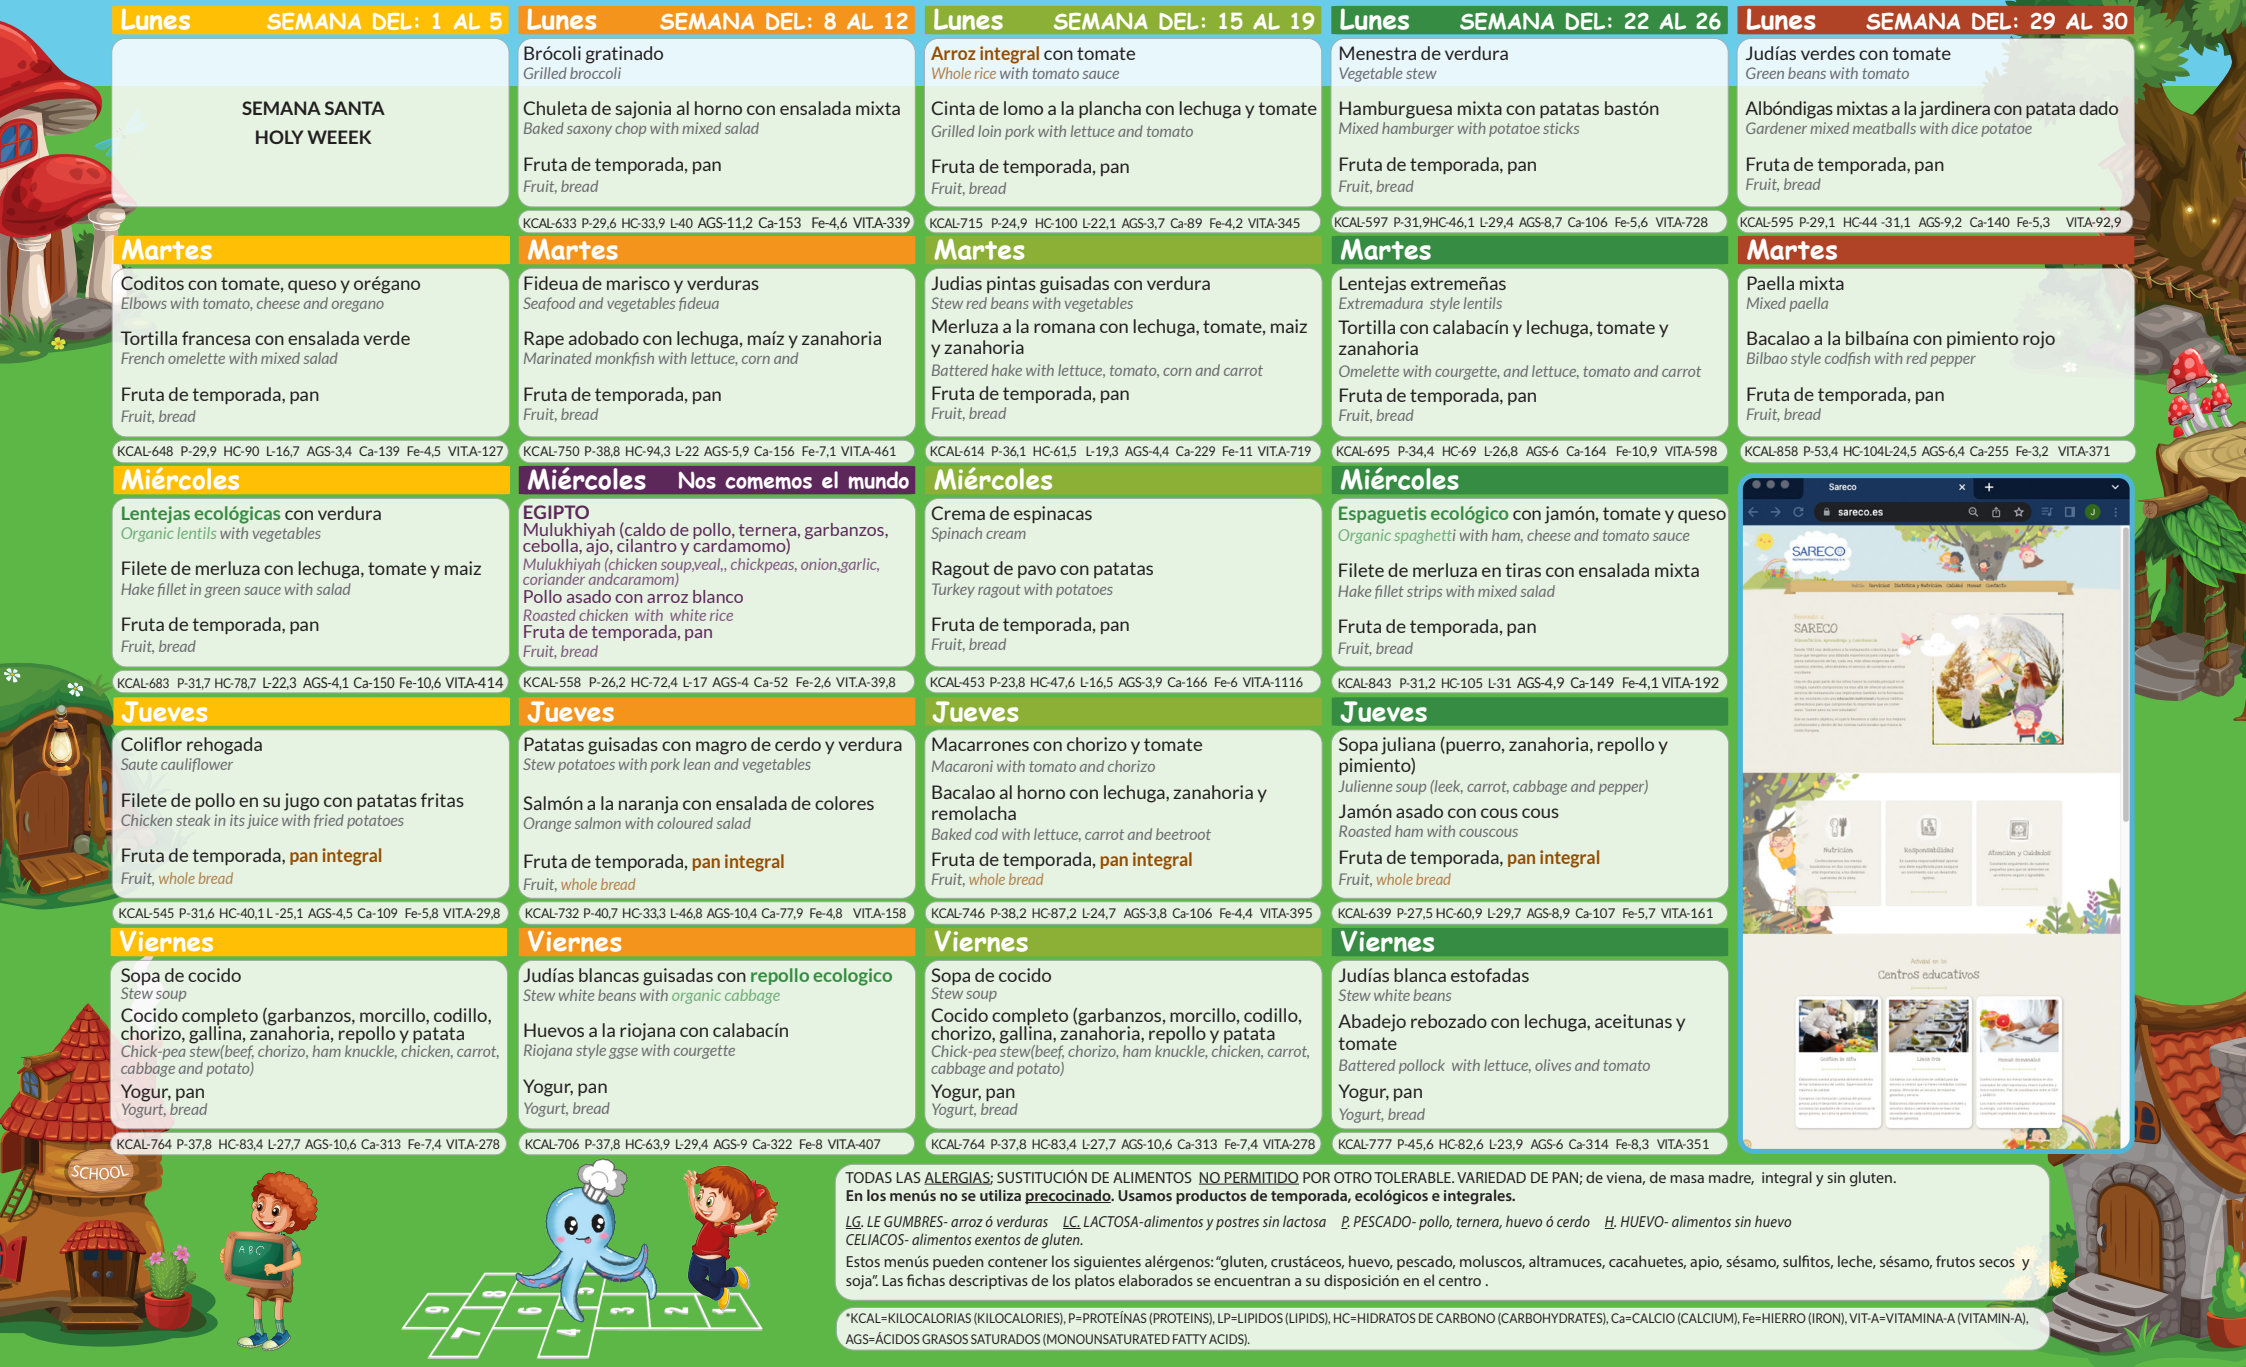 Lunes SEMANA DEL: 1 AL 5
SEMANA SANTA
HOLY WEEEK
Martes
Coditos con tomate, queso y orégano
Elbows with tomato, cheese and oregano
Tortilla francesa con ensalada verde
French omelette with mixed salad
Fruta de temporada, pan
Fruit, bread
KCAL-648 P-29,9 HC-90 L-16,7 AGS-3,4 Ca-139 Fe-4,5 VIT.A-127
Miércoles
Lentejas ecológicas con verdura
Organic lentils with vegetables
Filete de merluza con lechuga, tomate y maiz
Hake fillet in green sauce with salad
Fruta de temporada, pan
Fruit, bread
KCAL-683 P-31,7 HC-78,7 L-22,3 AGS-4,1 Ca-150 Fe-10,6 VIT.A-414
Jueves
Coliflor rehogada
Saute cauliflower
Filete de pollo en su jugo con patatas fritas
Chicken steak in its juice with fried potatoes
Fruta de temporada, pan integral
Fruit, whole bread
KCAL-545 P-31,6 HC-40,1 L -25,1 AGS-4,5 Ca-109 Fe-5,8 VIT.A-29,8
Viernes
Sopa de cocido
Stew soup
Cocido completo (garbanzos, morcillo, codillo,
chorizo, gallina, zanahoria, repollo y patata
Chick-pea stew(beef, chorizo, ham knuckle, chicken, carrot,
cabbage and potato)
Yogur, pan
Yogurt, bread
KCAL-764 P-37,8 HC-83,4 L-27,7 AGS-10,6 Ca-313 Fe-7,4 VIT.A-278
Lunes SEMANA DEL: 8 AL 12
Brócoli gratinado
Grilled broccoli
Chuleta de sajonia al horno con ensalada mixta
Baked saxony chop with mixed salad
Fruta de temporada, pan
Fruit, bread
KCAL-633 P-29,6 HC-33,9 L-40 AGS-11,2 Ca-153 Fe-4,6 VIT.A-339
Martes
Fideua de marisco y verduras
Seafood and vegetables fideua
Rape adobado con lechuga, maíz y zanahoria
Marinated monkfish with lettuce, corn and
Fruta de temporada, pan
Fruit, bread
KCAL-750 P-38,8 HC-94,3 L-22 AGS-5,9 Ca-156 Fe-7,1 VIT.A-461
Miércoles Nos comemos el mundo
EGIPTO
Mulukhiyah (caldo de pollo, ternera, garbanzos,
cebolla, ajo, cilantro y cardamomo)
Mulukhiyah (chicken soup,veal,, chickpeas, onion,garlic,
coriander andcaramom)
Pollo asado con arroz blanco
Roasted chicken with white rice
Fruta de temporada, pan
Fruit, bread
KCAL-558 P-26,2 HC-72,4 L-17 AGS-4 Ca-52 Fe-2,6 VIT.A-39,8
Jueves
Patatas guisadas con magro de cerdo y verdura
Stew potatoes with pork lean and vegetables
Salmón a la naranja con ensalada de colores
Orange salmon with coloured salad
Fruta de temporada, pan integral
Fruit, whole bread
KCAL-732 P-40,7 HC-33,3 L-46,8 AGS-10,4 Ca-77,9 Fe-4,8 VIT.A-158
Viernes
Judías blancas guisadas con repollo ecologico
Stew white beans with organic cabbage
Huevos a la riojana con calabacín
Riojana style ggse with courgette
Yogur, pan
Yogurt, bread
KCAL-706 P-37,8 HC-63,9 L-29,4 AGS-9 Ca-322 Fe-8 VIT.A-407
Lunes SEMANA DEL: 15 AL 19
Arroz integral con tomate
Whole rice with tomato sauce
Cinta de lomo a la plancha con lechuga y tomate
Grilled loin pork with lettuce and tomato
Fruta de temporada, pan
Fruit, bread
KCAL-715 P-24,9 HC-100 L-22,1 AGS-3,7 Ca-89 Fe-4,2 VIT.A-345
Martes
Judias pintas guisadas con verdura
Stew red beans with vegetables
Merluza a la romana con lechuga, tomate, maiz
y zanahoria
Battered hake with lettuce, tomato, corn and carrot
Fruta de temporada, pan
Fruit, bread
KCAL-614 P-36,1 HC-61,5 L-19,3 AGS-4,4 Ca-229 Fe-11 VIT.A-719
Miércoles
Crema de espinacas
Spinach cream
Ragout de pavo con patatas
Turkey ragout with potatoes
Fruta de temporada, pan
Fruit, bread
KCAL-453 P-23,8 HC-47,6 L-16,5 AGS-3,9 Ca-166 Fe-6 VIT.A-1116
Jueves
Macarrones con chorizo y tomate
Macaroni with tomato and chorizo
Bacalao al horno con lechuga, zanahoria y
remolacha
Baked cod with lettuce, carrot and beetroot
Fruta de temporada, pan integral
Fruit, whole bread
KCAL-746 P-38,2 HC-87,2 L-24,7 AGS-3,8 Ca-106 Fe-4,4 VIT.A-395
Viernes
Sopa de cocido
Stew soup
Cocido completo (garbanzos, morcillo, codillo,
chorizo, gallina, zanahoria, repollo y patata
Chick-pea stew(beef, chorizo, ham knuckle, chicken, carrot,
cabbage and potato)
Yogur, pan
Yogurt, bread
KCAL-764 P-37,8 HC-83,4 L-27,7 AGS-10,6 Ca-313 Fe-7,4 VIT.A-278
Lunes SEMANA DEL: 22 AL 26
Menestra de verdura
Vegetable stew
Hamburguesa mixta con patatas bastón
Mixed hamburger with potatoe sticks
Fruta de temporada, pan
Fruit, bread
KCAL-597 P-31,9HC-46,1 L-29,4 AGS-8,7 Ca-106 Fe-5,6 VIT.A-728
Martes
Lentejas extremeñas
Extremadura style lentils
Tortilla con calabacín y lechuga, tomate y
zanahoria
Omelette with courgette, and lettuce, tomato and carrot
Fruta de temporada, pan
Fruit, bread
KCAL-695 P-34,4 HC-69 L-26,8 AGS-6 Ca-164 Fe-10,9 VIT.A-598
Miércoles
Espaguetis ecológico con jamón, tomate y queso
Organic spaghetti with ham, cheese and tomato sauce
Filete de merluza en tiras con ensalada mixta
Hake fillet strips with mixed salad
Fruta de temporada, pan
Fruit, bread
KCAL-843 P-31,2 HC-105 L-31 AGS-4,9 Ca-149 Fe-4,1 VIT.A-192
Jueves
Sopa juliana (puerro, zanahoria, repollo y
pimiento)
Julienne soup (leek, carrot, cabbage and pepper)
Jamón asado con cous cous
Roasted ham with couscous
Fruta de temporada, pan integral
Fruit, whole bread
KCAL-639 P-27,5 HC-60,9 L-29,7 AGS-8,9 Ca-107 Fe-5,7 VIT.A-161
Viernes
Judías blanca estofadas
Stew white beans
Abadejo rebozado con lechuga, aceitunas y
tomate
Battered pollock with lettuce, olives and tomato
Yogur, pan
Yogurt, bread
KCAL-777 P-45,6 HC-82,6 L-23,9 AGS-6 Ca-314 Fe-8,3 VIT.A-351
Lunes SEMANA DEL: 29 AL 30
Judías verdes con tomate
Green beans with tomato
Albóndigas mixtas a la jardinera con patata dado
Gardener mixed meatballs with dice potatoe
Fruta de temporada, pan
Fruit, bread
KCAL-595 P-29,1 HC-44 -31,1 AGS-9,2 Ca-140 Fe-5,3 VIT.A-92,9
Martes
Paella mixta
Mixed paella
Bacalao a la bilbaína con pimiento rojo
Bilbao style codfish with red pepper
Fruta de temporada, pan
Fruit, bread
KCAL-858 P-53,4 HC-104L-24,5 AGS-6,4 Ca-255 Fe-3,2 VIT.A-371
Sareco
sareco.es
J
SARECO
Inicio Servicios Dietética y Nutrición Calidad Menus Contacto
SARECO
Nutrición Responsabilidad Atención y Cuidados
Centros educativos
SCHOOL
A B C
9 8 7 6 5 4 3 2 1
TODAS LAS ALERGIAS; SUSTITUCIÓN DE ALIMENTOS NO PERMITIDO POR OTRO TOLERABLE. VARIEDAD DE PAN; de viena, de masa madre, integral y sin gluten.
En los menús no se utiliza precocinado. Usamos productos de temporada, ecológicos e integrales.
LG. LE GUMBRES- arroz ó verduras LC. LACTOSA-alimentos y postres sin lactosa P. PESCADO- pollo, ternera, huevo ó cerdo H. HUEVO- alimentos sin huevo
CELIACOS- alimentos exentos de gluten.
Estos menús pueden contener los siguientes alérgenos: “gluten, crustáceos, huevo, pescado, moluscos, altramuces, cacahuetes, apio, sésamo, sulfitos, leche, sésamo, frutos secos y
soja”. Las fichas descriptivas de los platos elaborados se encuentran a su disposición en el centro .
*KCAL=KILOCALORIAS (KILOCALORIES), P=PROTEÍNAS (PROTEINS), LP=LIPIDOS (LIPIDS), HC=HIDRATOS DE CARBONO (CARBOHYDRATES), Ca=CALCIO (CALCIUM), Fe=HIERRO (IRON), VIT-A=VITAMINA-A (VITAMIN-A),
AGS=ÁCIDOS GRASOS SATURADOS (MONOUNSATURATED FATTY ACIDS).